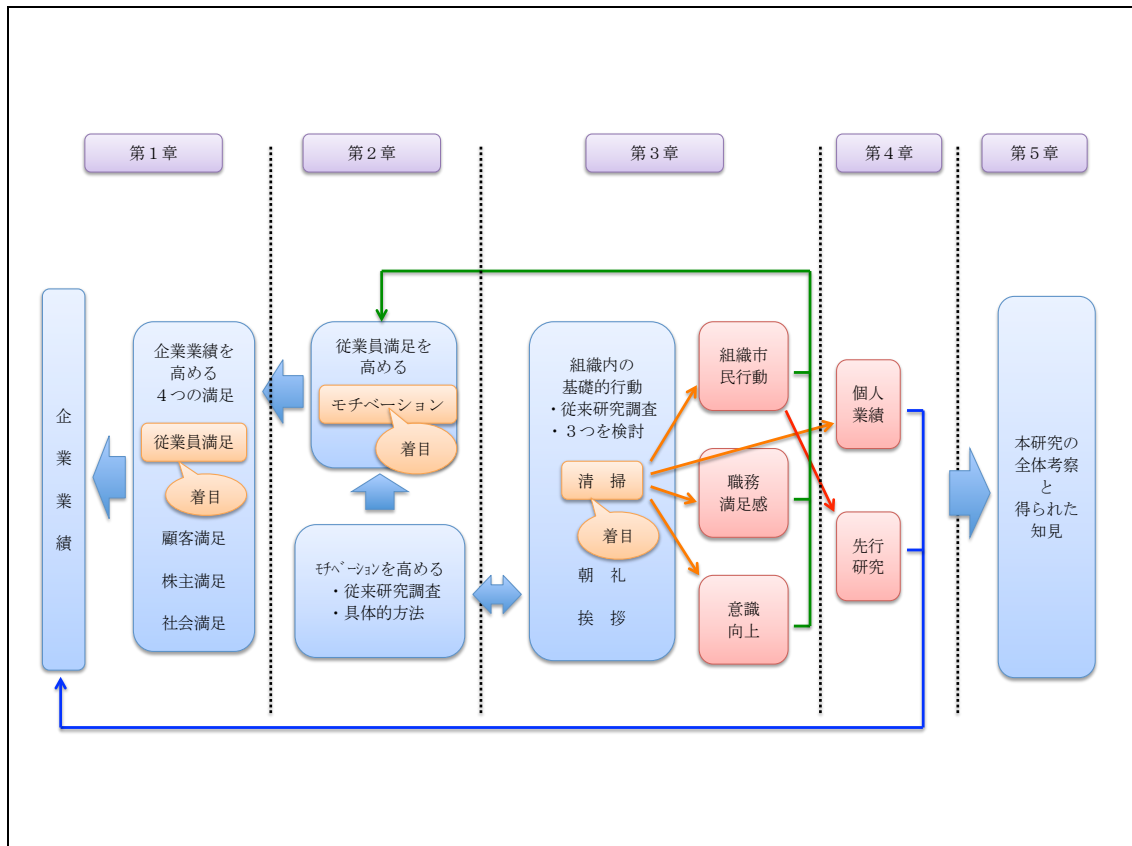 第１章
第２章
第３章
第４章
第５章
企
業
業
績
企業業績を
高める
４つの満足
従業員満足
着目
顧客満足
株主満足
社会満足
従業員満足を
高める
モチベーション
着目
ﾓﾁﾍﾞｰｼｮﾝを高める
・従来研究調査
・具体的方法
組織内の
基礎的行動
・従来研究調査
・３つを検討
清　掃
着目
朝　礼
挨　拶
組織市
民行動
職務
満足感
意識
向上
個人
業績
先行
研究
本研究の
全体考察
と
得られた
知見